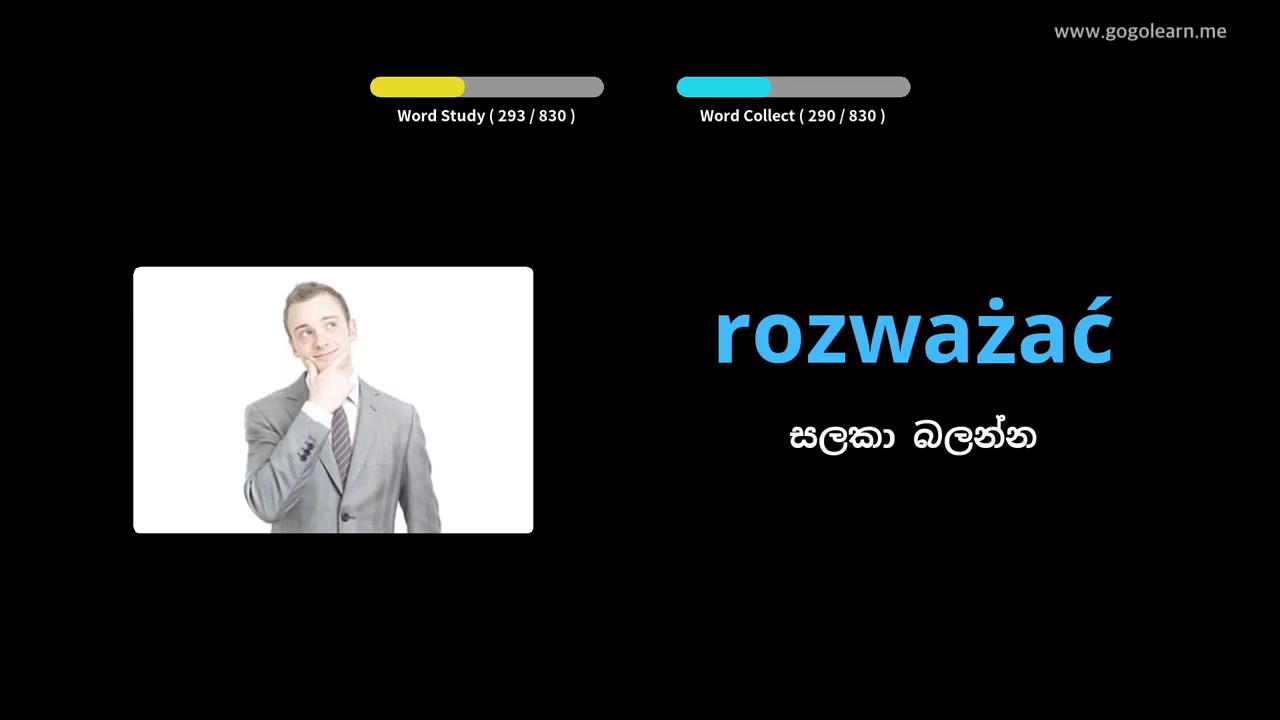 www.gogolearn.me
Word Study ( 293 / 830 )
Word Collect ( 290 / 830 )
rozważać
සලකා බලන්න